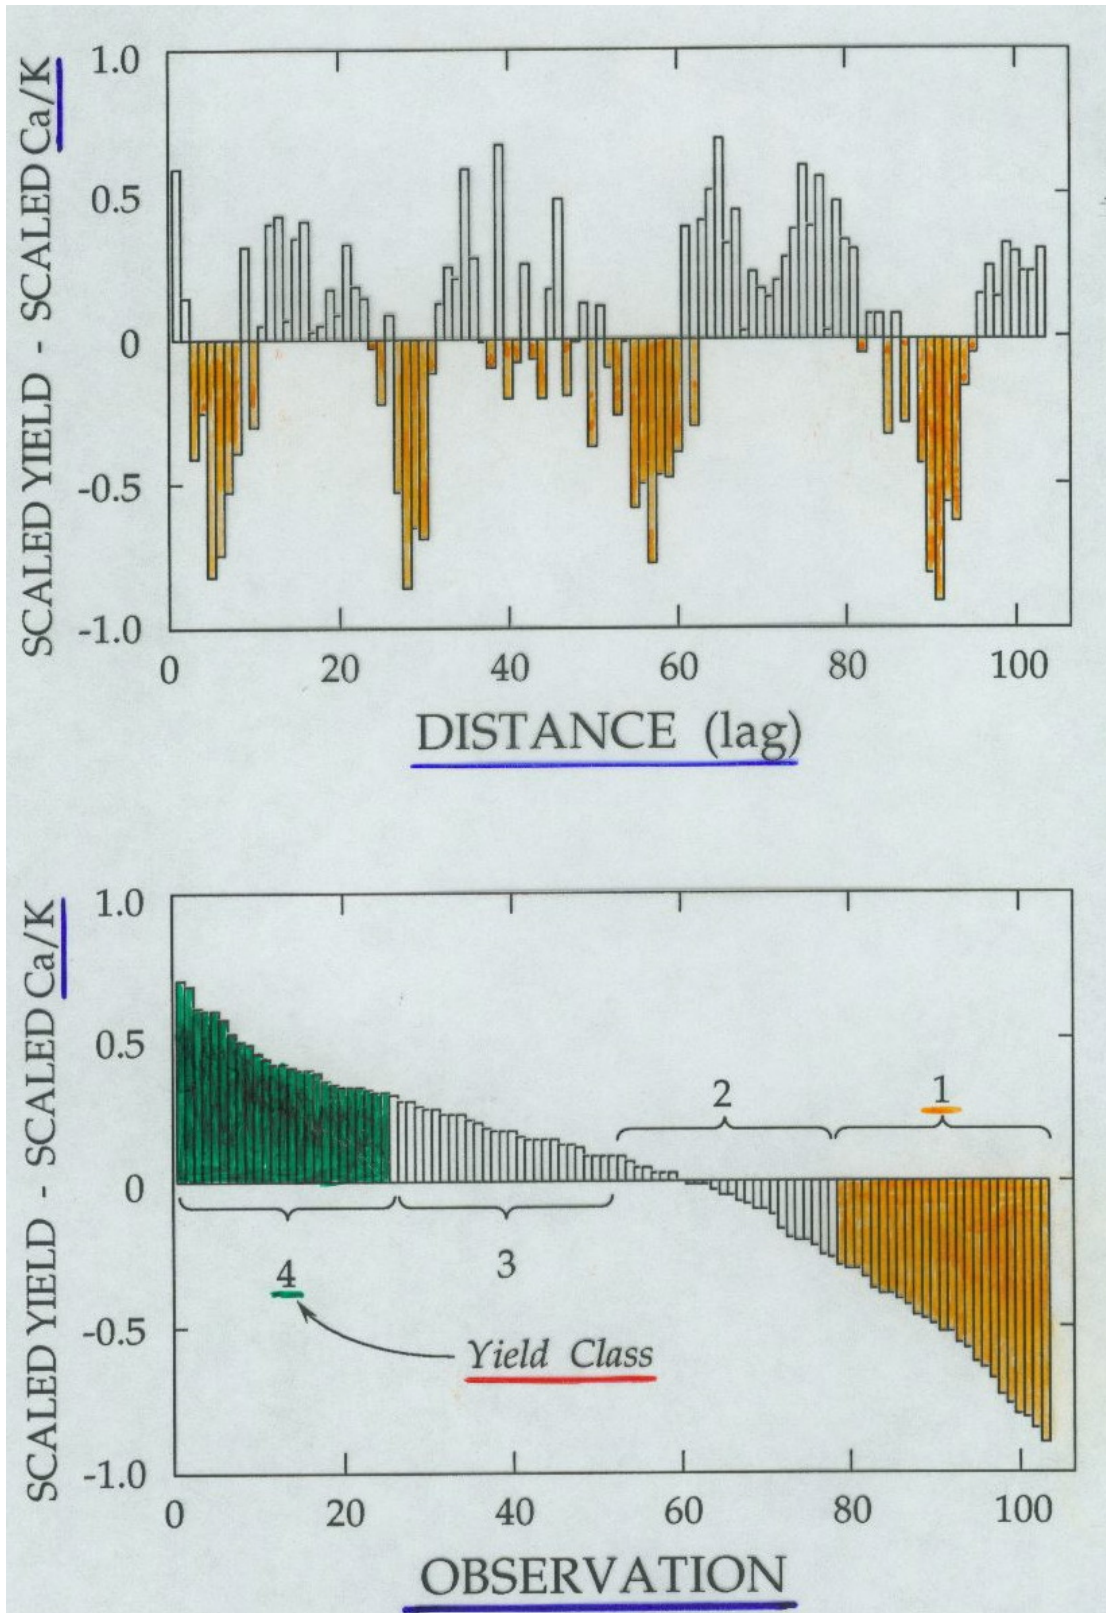 SCALED YIELD - SCALED Ca/K
1.0
0.5
0
-0.5
-1.0
0 20 40 60 80 100
DISTANCE (lag)
SCALED YIELD - SCALED Ca/K
1.0
0.5
0
-0.5
-1.0
2 1
4 3
Yield Class
0 20 40 60 80 100
OBSERVATION